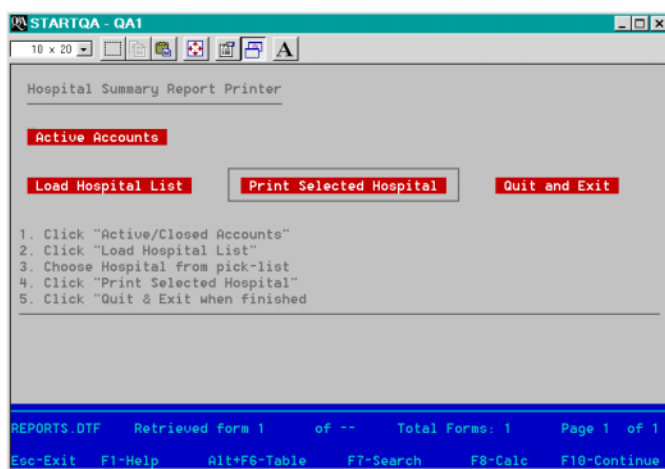 STARTQA - QA1
10 x 20 A
Hospital Summary Report Printer
Active Accounts
Load Hospital List Print Selected Hospital Quit and Exit
1. Click "Active/Closed Accounts"
2. Click "Load Hospital List"
3. Choose Hospital from pick-list
4. Click "Print Selected Hospital"
5. Click "Quit & Exit when finished
REPORTS.DTF Retrieved form 1 of -- Total Forms: 1 Page 1 of 1
Esc-Exit F1-Help Alt+F6-Table F7-Search F8-Calc F10-Continue